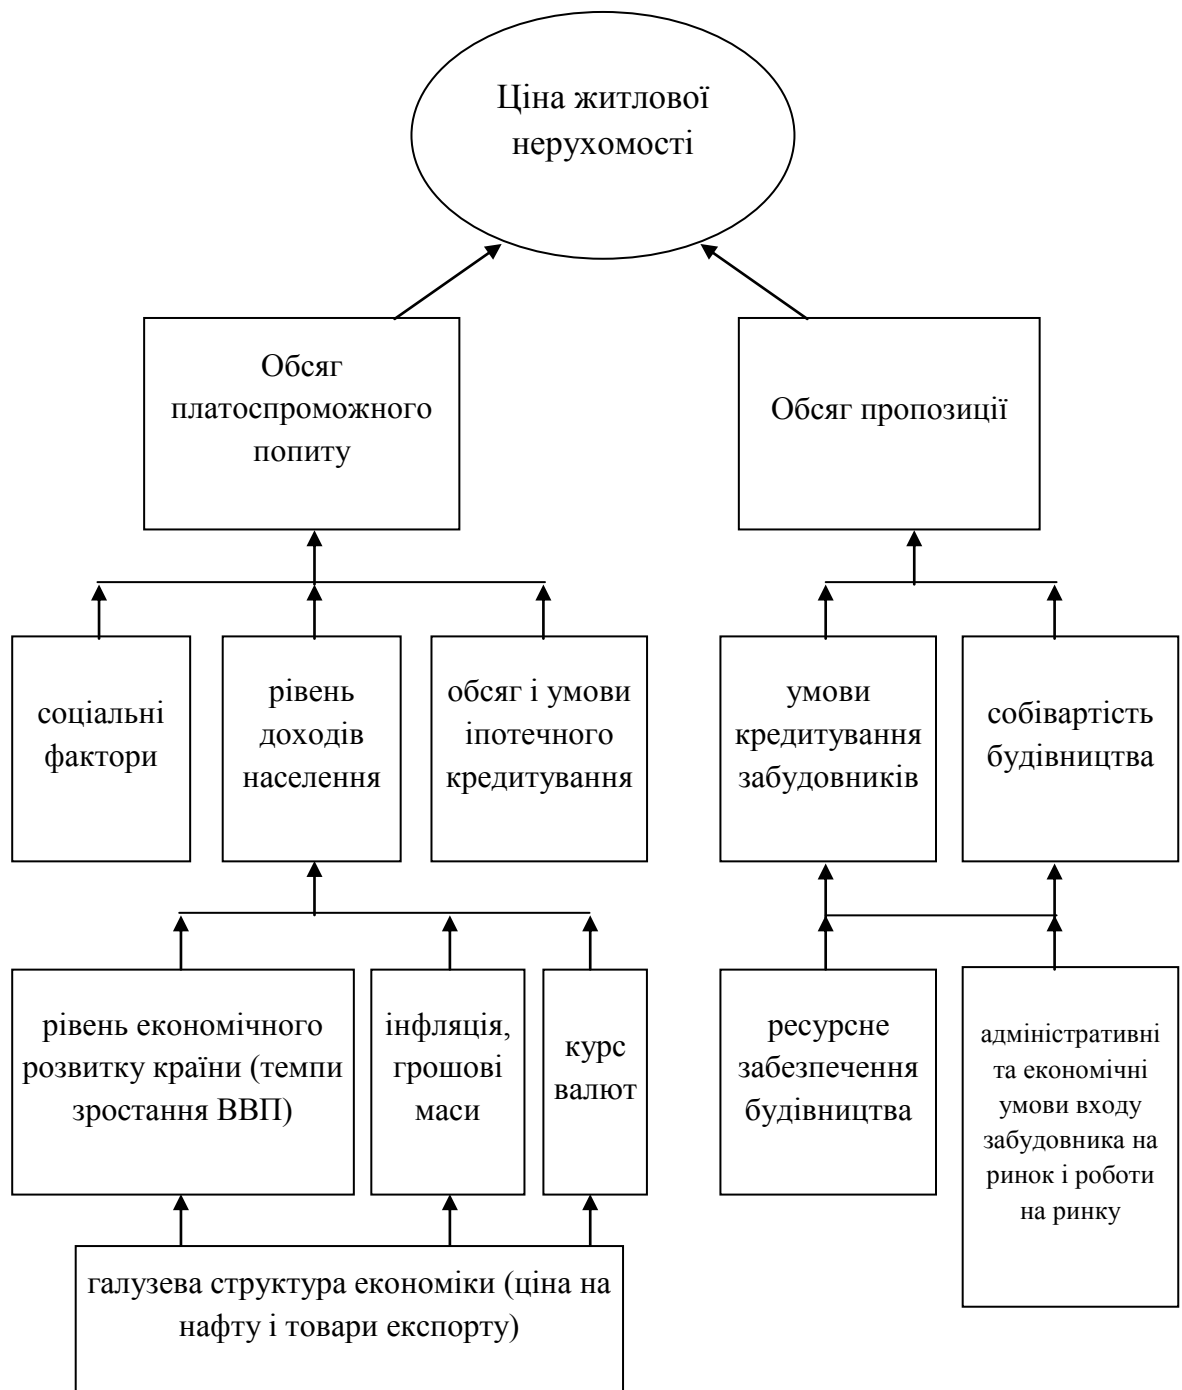 Ціна житлової
нерухомості
Обсяг
платоспроможного
попиту
Обсяг пропозиції
соціальні
фактори
рівень
доходів
населення
обсяг і умови
іпотечного
кредитування
умови
кредитування
забудовників
собівартість
будівництва
рівень економічного
розвитку країни (темпи
зростання ВВП)
інфляція,
грошові
маси
курс
валют
ресурсне
забезпечення
будівництва
адміністративні
та економічні
умови входу
забудовника на
ринок і роботи
на ринку
галузева структура економіки (ціна на
нафту і товари експорту)